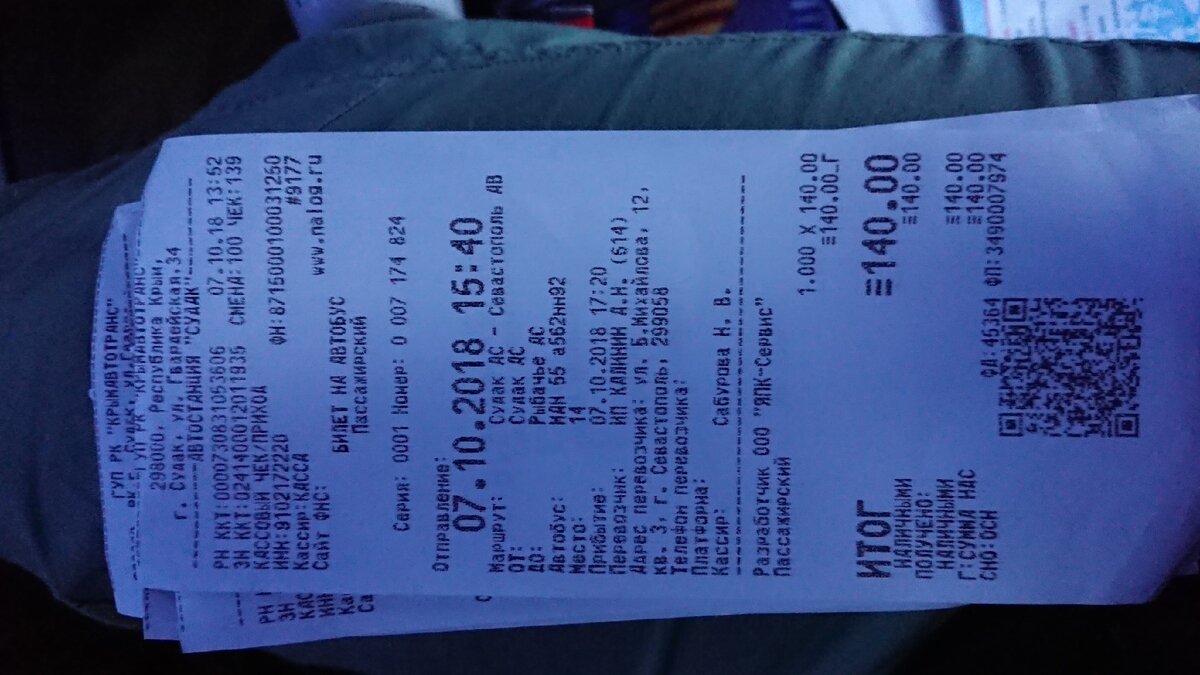 ГУП РК "КРЫМАВТОТРАНС"
298000, Республика Крым,
г. Судак, ул. Гвардейская,34
АВТОСТАНЦИЯ "СУДАК"
РН ККТ:0000730831053606 07.10.18 13:52
ЗН ККТ:0241400012011935 СМЕНА:100 ЧЕК:139
КАССОВЫЙ ЧЕК/ПРИХОД
ИНН:9102172220 ФН:8715000100031250
Кассир:КАССА #9177
Сайт ФНС: www.nalog.ru
БИЛЕТ НА АВТОБУС
Пассажирский
Серия: 0001 Номер: 0 007 174 824
Отправление:
07.10.2018 15:40
Маршрут: Судак АС - Севастополь АВ
ОТ: Судак АС
ДО: Рыбачье АС
Автобус: МАН 55 а562нн92
Место: 14
Прибытие: 07.10.2018 17:20
Перевозчик: ИП КАЛАНИН А.Н. (614)
Адрес перевозчика: ул. Б.Михайлова, 12,
кв. 3, г. Севастополь, 299058
Телефон перевозчика:
Платформа:
Кассир: Сабурова Н. В.
Разработчик ООО "ЯПК-Сервис"
Пассажирский
1.000 X 140.00
≡140.00_Г
ИТОГ ≡140.00
НАЛИЧНЫМИ ≡140.00
ПОЛУЧЕНО:
НАЛИЧНЫМИ ≡140.00
Г:СУММА НДС ≡140.00
СНО:ОСН ФД:45364 ФП:3490007974